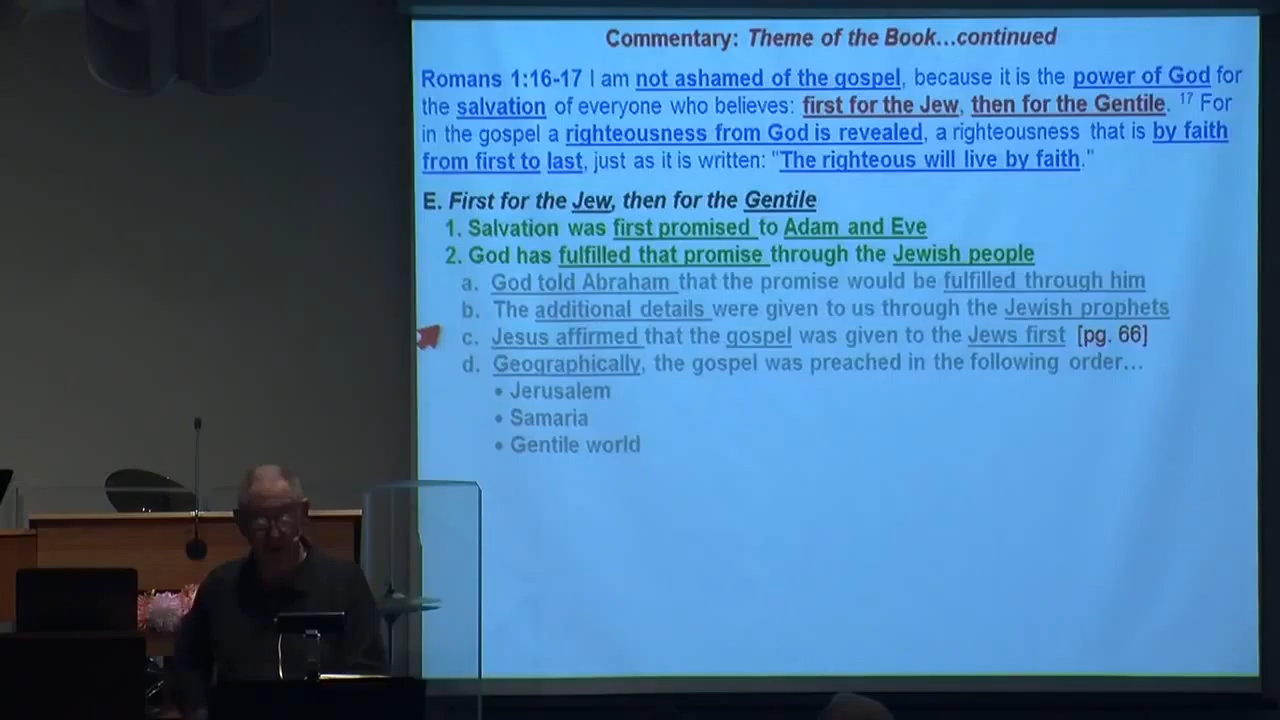 Commentary: Theme of the Book...continued
Romans 1:16-17 I am not ashamed of the gospel, because it is the power of God for
the salvation of everyone who believes: first for the Jew, then for the Gentile. 17 For
in the gospel a righteousness from God is revealed, a righteousness that is by faith
from first to last, just as it is written: "The righteous will live by faith."
E. First for the Jew, then for the Gentile
1. Salvation was first promised to Adam and Eve
2. God has fulfilled that promise through the Jewish people
a. God told Abraham that the promise would be fulfilled through him
b. The additional details were given to us through the Jewish prophets
c. Jesus affirmed that the gospel was given to the Jews first [pg. 66]
d. Geographically, the gospel was preached in the following order...
• Jerusalem
• Samaria
• Gentile world